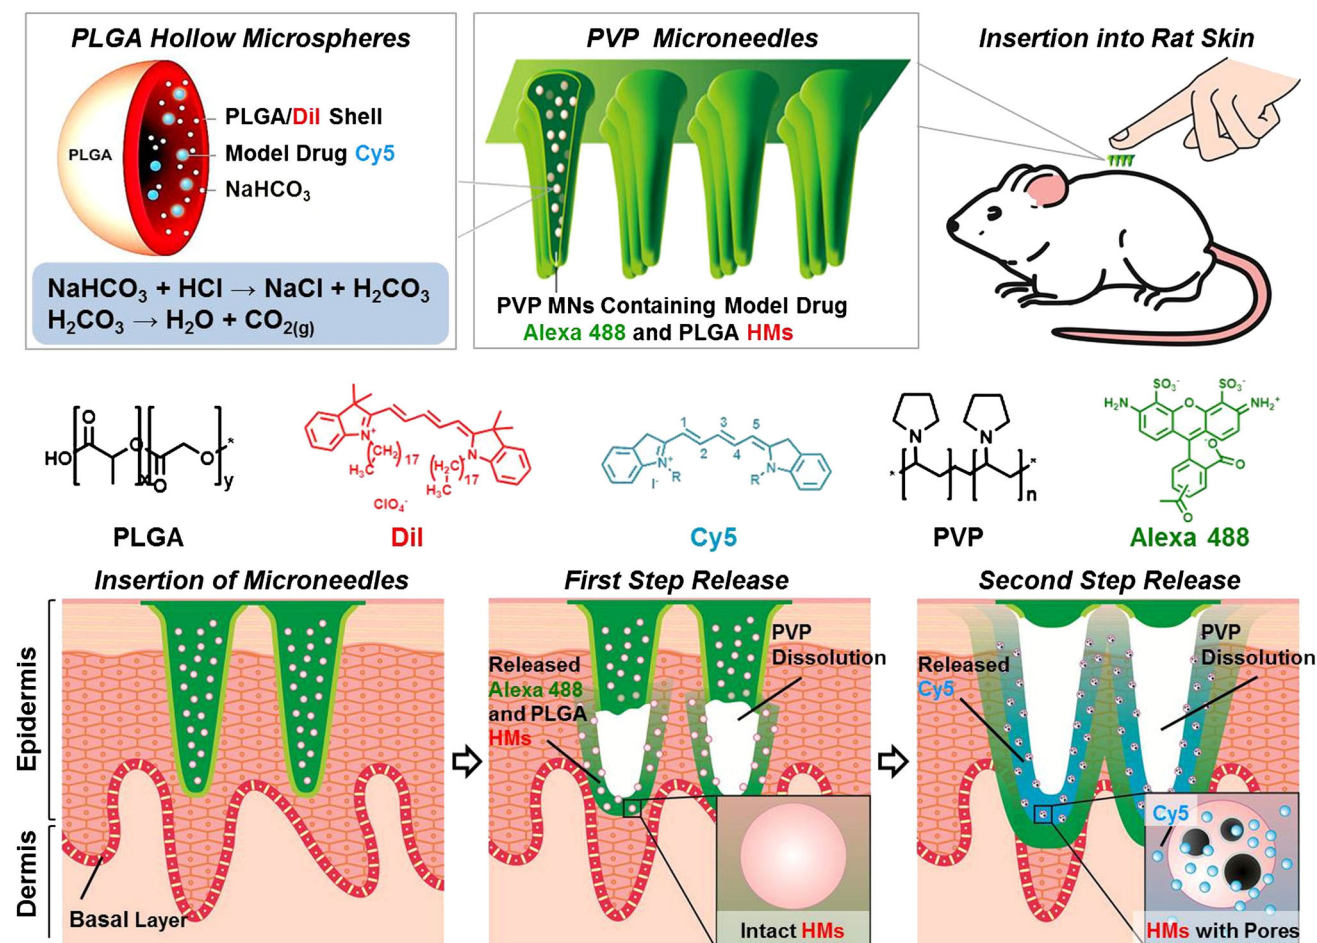 PLGA Hollow Microspheres
PLGA
PLGA/DiI Shell
Model Drug Cy5
NaHCO3
NaHCO3 + HCl → NaCl + H2CO3
H2CO3 → H2O + CO2(g)
PVP Microneedles
PVP MNs Containing Model Drug
Alexa 488 and PLGA HMs
Insertion into Rat Skin
HO
O
O
x
O
O
*
y
PLGA
N+
(CH2)17
H3C
N
(H2C)17
H3C
ClO4-
DiI
1
2
3
4
5
N+
R
I-
N
R
Cy5
N
N
*
*
n
PVP
SO3-
SO3-
H2N
O
NH2+
O-
O
O
Alexa 488
Insertion of Microneedles
Epidermis
Dermis
Basal Layer
First Step Release
Released
Alexa 488
and PLGA
HMs
PVP
Dissolution
Intact HMs
Second Step Release
Released
Cy5
PVP
Dissolution
Cy5
HMs with Pores